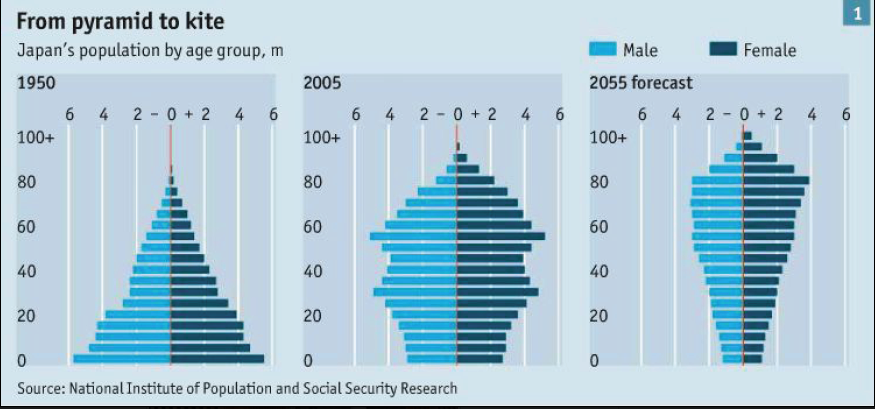 From pyramid to kite
1
Japan's population by age group, m
Male
Female
1950
6 4 2 – 0 + 2 4 6
100+
80
60
40
20
0
2005
6 4 2 – 0 + 2 4 6
100+
80
60
40
20
0
2055 forecast
6 4 2 – 0 + 2 4 6
100+
80
60
40
20
0
Source: National Institute of Population and Social Security Research